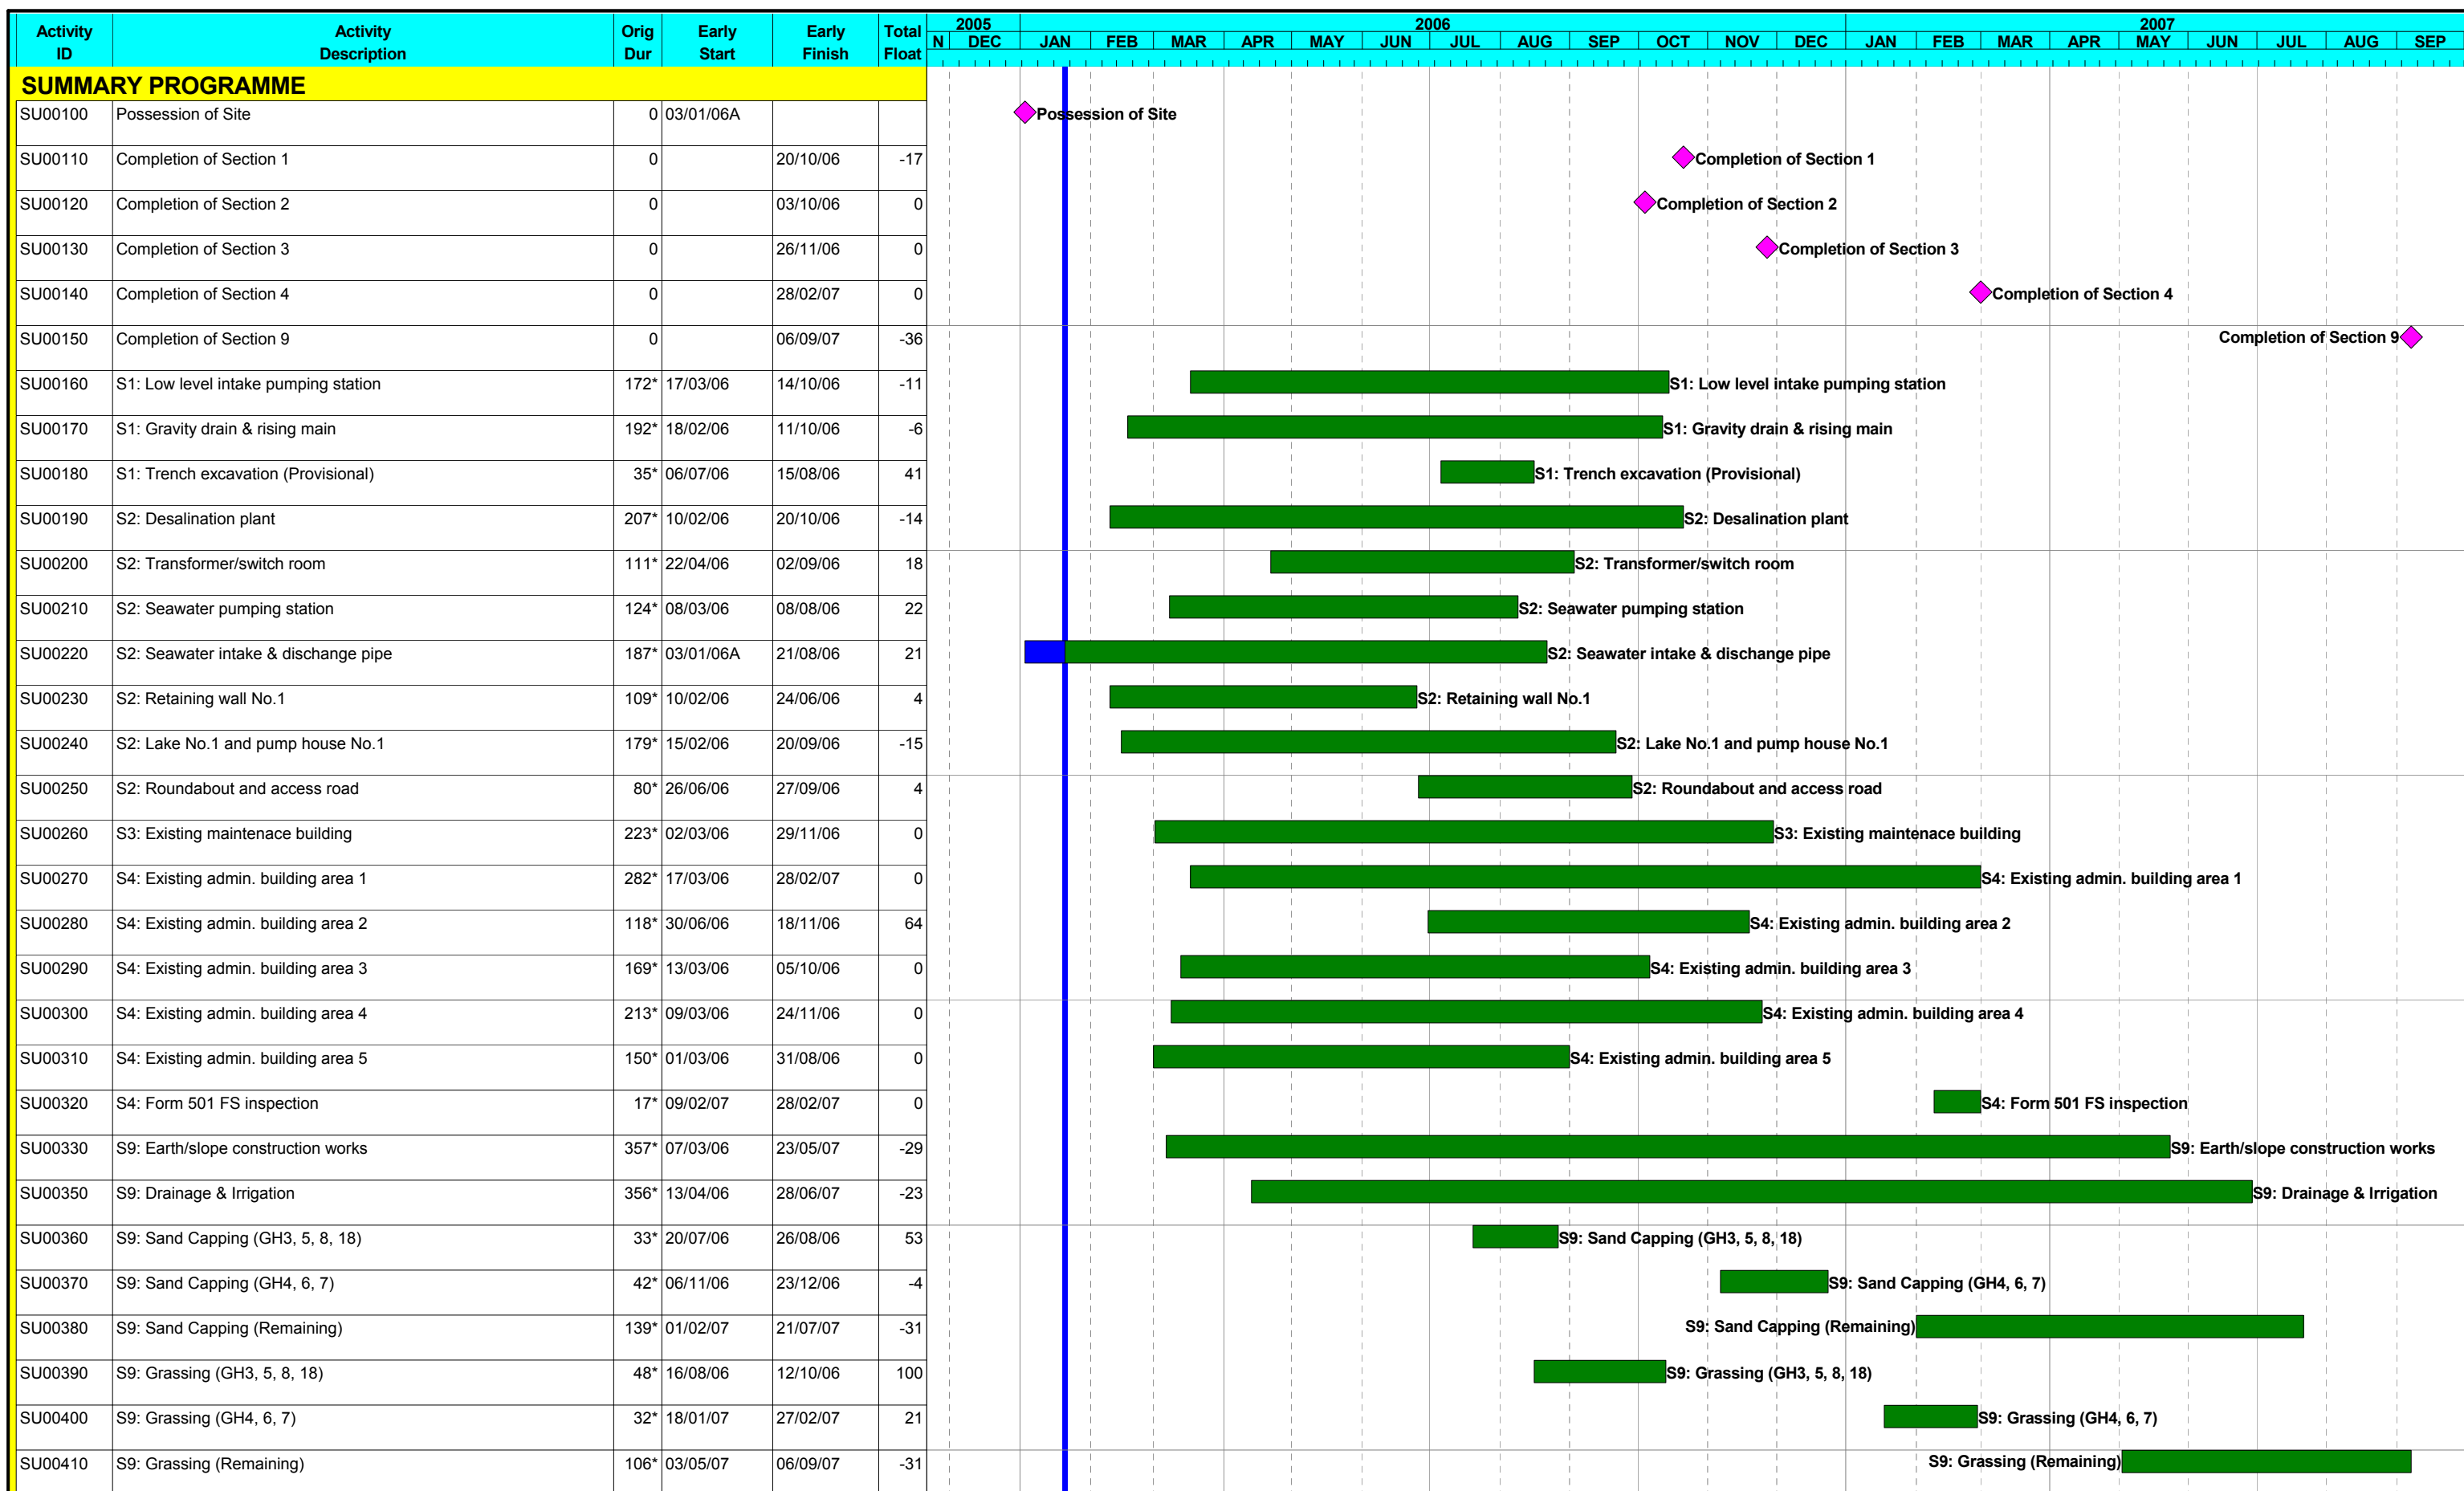 Activity ID Activity Description Orig Dur Early Start Early Finish Total Float
2005 2006 2007
N DEC JAN FEB MAR APR MAY JUN JUL AUG SEP OCT NOV DEC JAN FEB MAR APR MAY JUN JUL AUG SEP
SUMMARY PROGRAMME
SU00100 Possession of Site 0 03/01/06A Possession of Site
SU00110 Completion of Section 1 0 20/10/06 -17 Completion of Section 1
SU00120 Completion of Section 2 0 03/10/06 0 Completion of Section 2
SU00130 Completion of Section 3 0 26/11/06 0 Completion of Section 3
SU00140 Completion of Section 4 0 28/02/07 0 Completion of Section 4
SU00150 Completion of Section 9 0 06/09/07 -36 Completion of Section 9
SU00160 S1: Low level intake pumping station 172* 17/03/06 14/10/06 -11 S1: Low level intake pumping station
SU00170 S1: Gravity drain & rising main 192* 18/02/06 11/10/06 -6 S1: Gravity drain & rising main
SU00180 S1: Trench excavation (Provisional) 35* 06/07/06 15/08/06 41 S1: Trench excavation (Provisional)
SU00190 S2: Desalination plant 207* 10/02/06 20/10/06 -14 S2: Desalination plant
SU00200 S2: Transformer/switch room 111* 22/04/06 02/09/06 18 S2: Transformer/switch room
SU00210 S2: Seawater pumping station 124* 08/03/06 08/08/06 22 S2: Seawater pumping station
SU00220 S2: Seawater intake & dischange pipe 187* 03/01/06A 21/08/06 21 S2: Seawater intake & dischange pipe
SU00230 S2: Retaining wall No.1 109* 10/02/06 24/06/06 4 S2: Retaining wall No.1
SU00240 S2: Lake No.1 and pump house No.1 179* 15/02/06 20/09/06 -15 S2: Lake No.1 and pump house No.1
SU00250 S2: Roundabout and access road 80* 26/06/06 27/09/06 4 S2: Roundabout and access road
SU00260 S3: Existing maintenace building 223* 02/03/06 29/11/06 0 S3: Existing maintenace building
SU00270 S4: Existing admin. building area 1 282* 17/03/06 28/02/07 0 S4: Existing admin. building area 1
SU00280 S4: Existing admin. building area 2 118* 30/06/06 18/11/06 64 S4: Existing admin. building area 2
SU00290 S4: Existing admin. building area 3 169* 13/03/06 05/10/06 0 S4: Existing admin. building area 3
SU00300 S4: Existing admin. building area 4 213* 09/03/06 24/11/06 0 S4: Existing admin. building area 4
SU00310 S4: Existing admin. building area 5 150* 01/03/06 31/08/06 0 S4: Existing admin. building area 5
SU00320 S4: Form 501 FS inspection 17* 09/02/07 28/02/07 0 S4: Form 501 FS inspection
SU00330 S9: Earth/slope construction works 357* 07/03/06 23/05/07 -29 S9: Earth/slope construction works
SU00350 S9: Drainage & Irrigation 356* 13/04/06 28/06/07 -23 S9: Drainage & Irrigation
SU00360 S9: Sand Capping (GH3, 5, 8, 18) 33* 20/07/06 26/08/06 53 S9: Sand Capping (GH3, 5, 8, 18)
SU00370 S9: Sand Capping (GH4, 6, 7) 42* 06/11/06 23/12/06 -4 S9: Sand Capping (GH4, 6, 7)
SU00380 S9: Sand Capping (Remaining) 139* 01/02/07 21/07/07 -31 S9: Sand Capping (Remaining)
SU00390 S9: Grassing (GH3, 5, 8, 18) 48* 16/08/06 12/10/06 100 S9: Grassing (GH3, 5, 8, 18)
SU00400 S9: Grassing (GH4, 6, 7) 32* 18/01/07 27/02/07 21 S9: Grassing (GH4, 6, 7)
SU00410 S9: Grassing (Remaining) 106* 03/05/07 06/09/07 -31 S9: Grassing (Remaining)